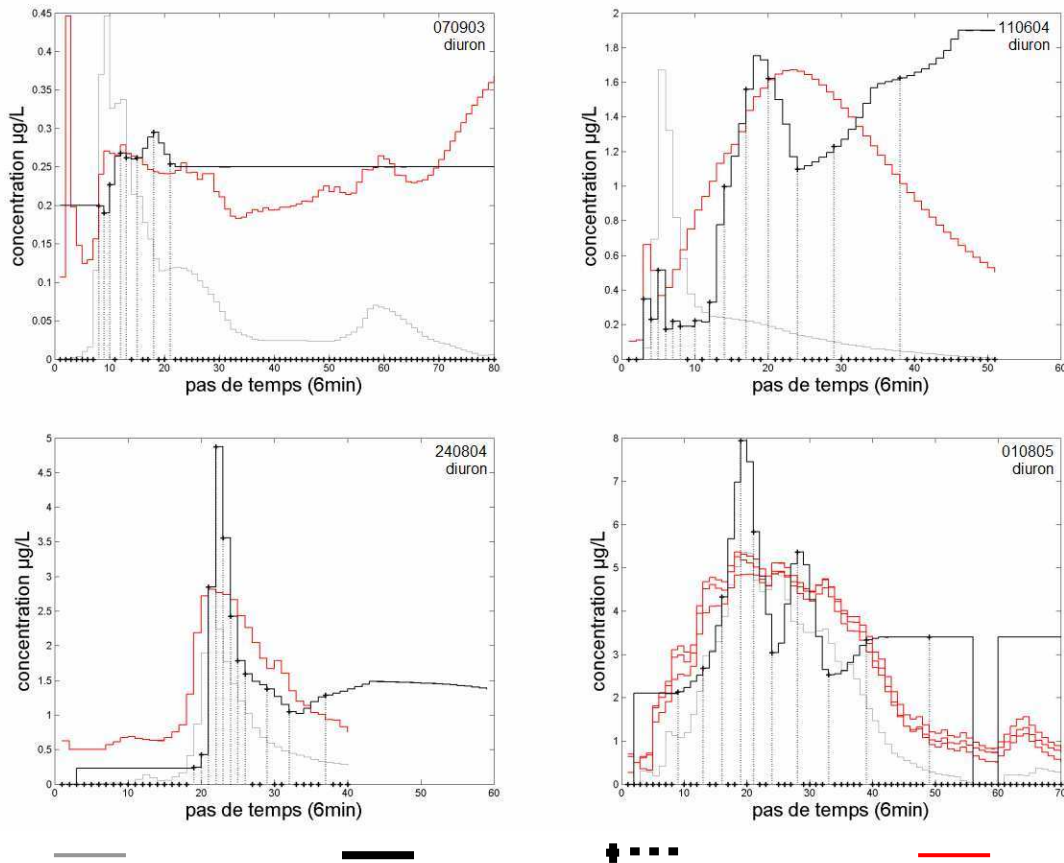 070903
diuron
concentration µg/L
0.45
0.4
0.35
0.3
0.25
0.2
0.15
0.1
0.05
0
0 10 20 30 40 50 60 70 80
pas de temps (6min)
110604
diuron
concentration µg/L
2
1.8
1.6
1.4
1.2
1
0.8
0.6
0.4
0.2
0
0 10 20 30 40 50 60
pas de temps (6min)
240804
diuron
concentration µg/L
5
4.5
4
3.5
3
2.5
2
1.5
1
0.5
0
0 10 20 30 40 50 60
pas de temps (6min)
010805
diuron
concentration µg/L
8
7
6
5
4
3
2
1
0
0 10 20 30 40 50 60 70
pas de temps (6min)